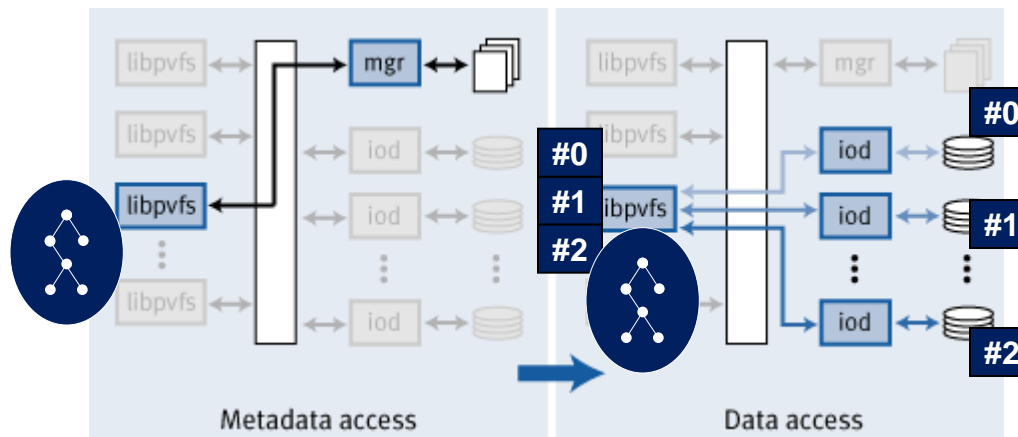 libpvfs
mgr
libpvfs
iod
libpvfs
iod
libpvfs
iod
Metadata access
libpvfs
mgr
#0
libpvfs
iod
#0
#1
ibpvfs
iod
#1
#2
iod
#2
Data access